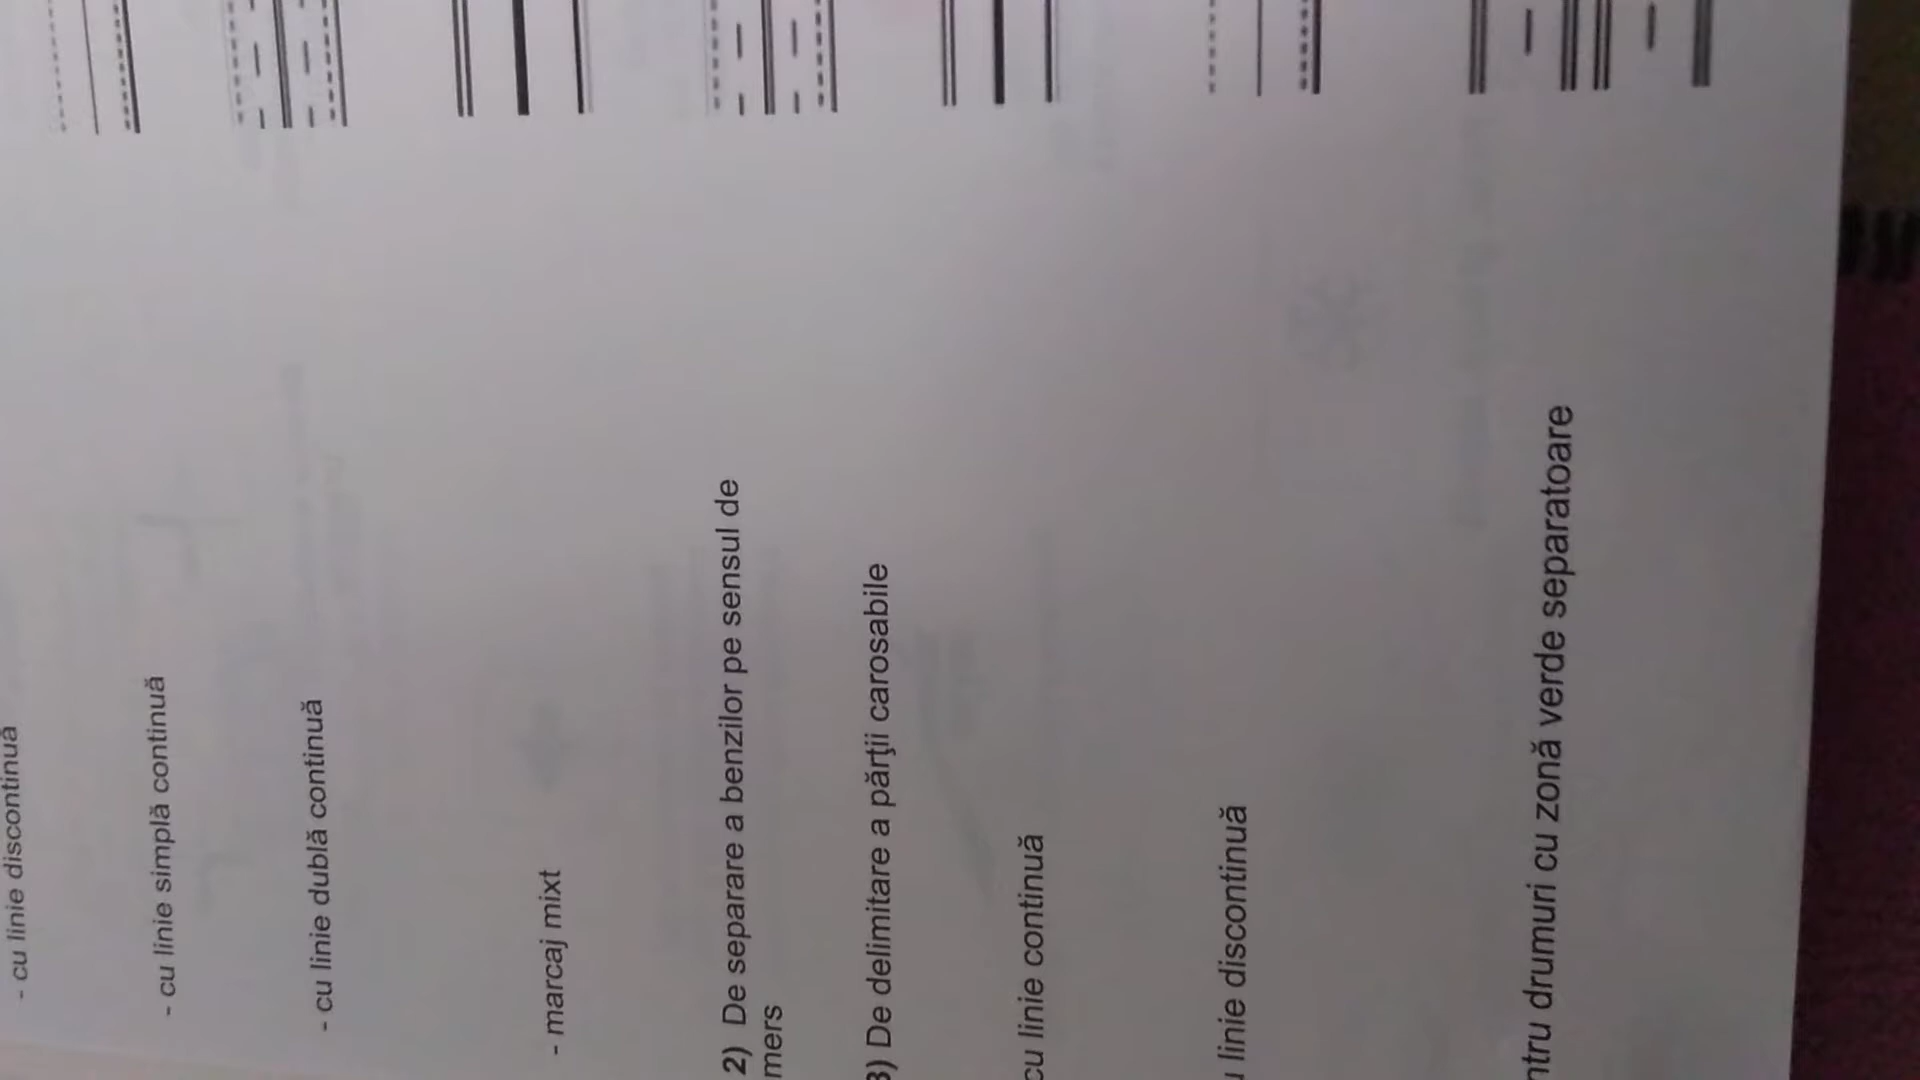 - cu linie discontinuă
- cu linie simplă continuă
- cu linie dublă continuă
- marcaj mixt
2) De separare a benzilor pe sensul de
mers
3) De delimitare a părţii carosabile
cu linie continuă
linie discontinuă
drumuri cu zonă verde separatoare